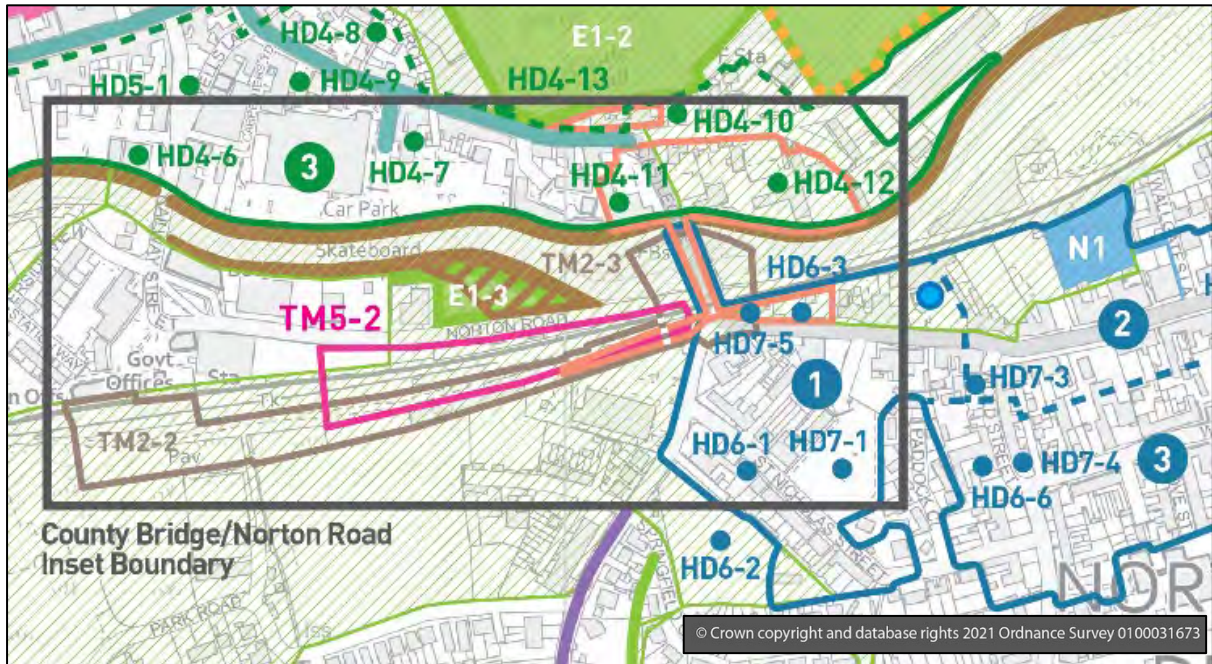 HD4-8
E1-2
HD5-1
HD4-9
HD4-13
HD4-10
HD4-6
3
HD4-7
HD4-11
HD4-12
Car Park
Skateboard
TM2-3
HD6-3
N1
E1-3
TM5-2
NORTON ROAD
2
HD7-5
Govt
Offices
Sta
1
HD7-3
TM2-2
Pav
HD6-1
HD7-1
HD7-4
3
HD6-6
County Bridge/Norton Road
Inset Boundary
HD6-2
PARK ROAD
NOR
© Crown copyright and database rights 2021 Ordnance Survey 0100031673